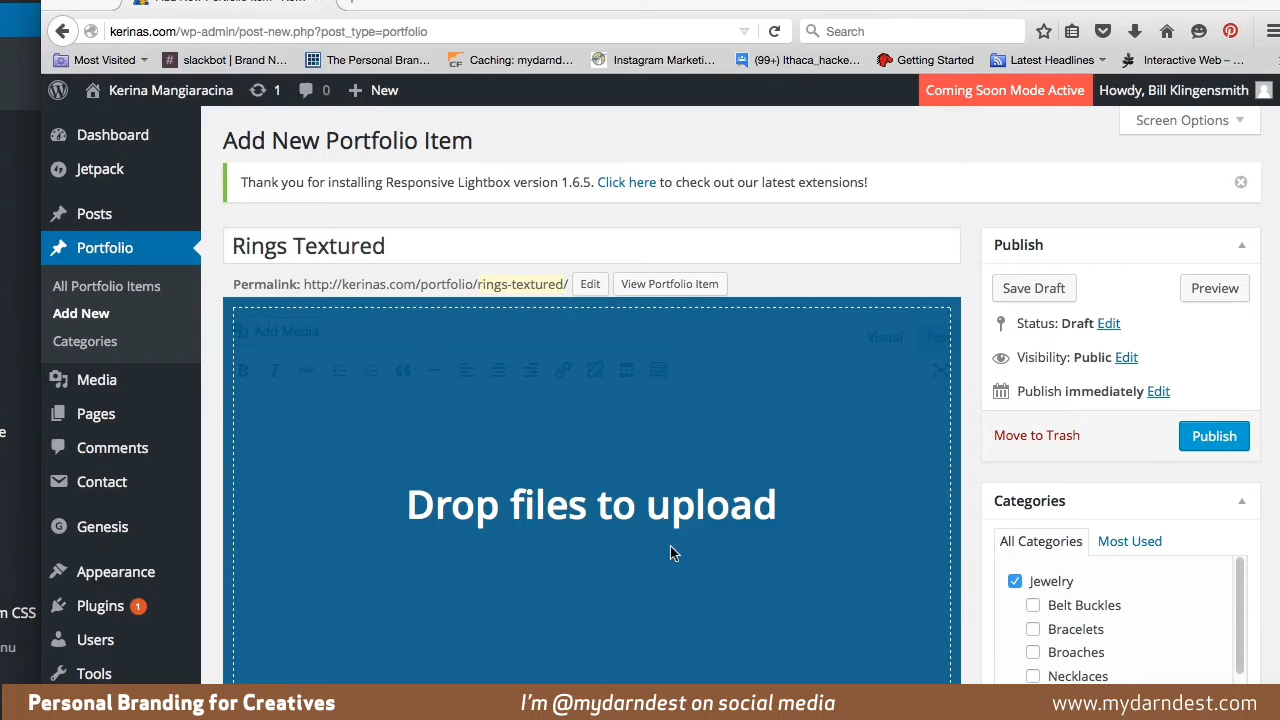 kerinas.com/wp-admin/post-new.php?post_type=portfolio
Search
Most Visited
slackbot | Brand N...
The Personal Bran...
Caching: mydarnd...
Instagram Marketi...
(99+) Ithaca_hacke...
Getting Started
Latest Headlines
Interactive Web – ...
Kerina Mangiaracina
1
0
New
Coming Soon Mode Active
Howdy, Bill Klingensmith
Screen Options
Dashboard
Jetpack
Posts
Portfolio
All Portfolio Items
Add New
Categories
Media
Pages
Comments
Contact
Genesis
Appearance
Plugins 1
Users
Tools
Add New Portfolio Item
Thank you for installing Responsive Lightbox version 1.6.5. Click here to check out our latest extensions!
Rings Textured
Permalink: http://kerinas.com/portfolio/rings-textured/
Edit
View Portfolio Item
Add Media
Visual
Drop files to upload
Publish
Save Draft
Preview
Status: Draft Edit
Visibility: Public Edit
Publish immediately Edit
Move to Trash
Publish
Categories
All Categories
Most Used
Jewelry
Belt Buckles
Bracelets
Broaches
Necklaces
CSS
nu
Personal Branding for Creatives
I'm @mydarndest on social media
www.mydarndest.com